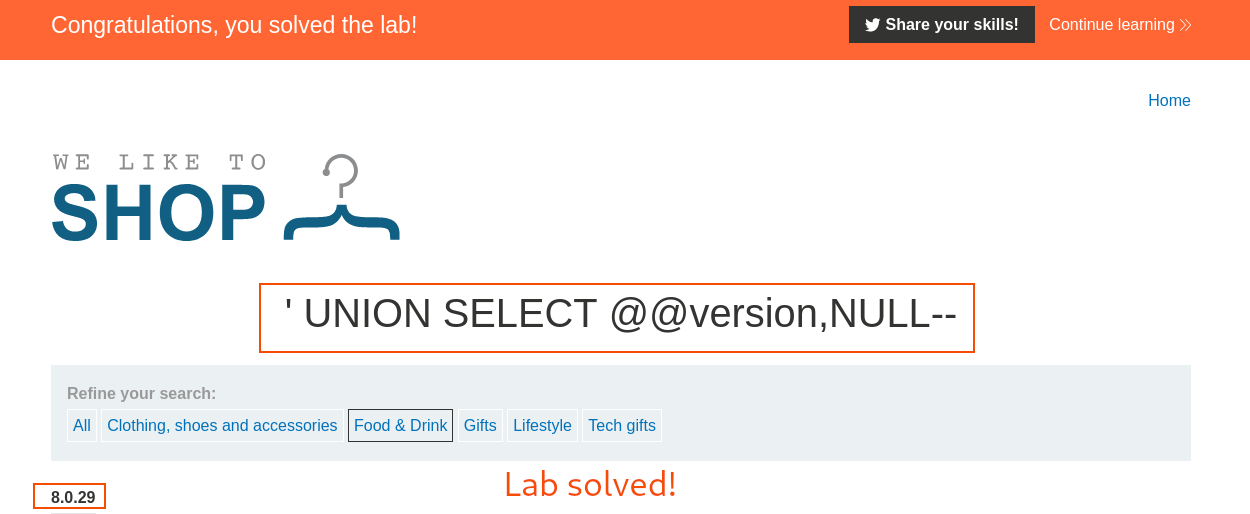 Congratulations, you solved the lab!
Share your skills!
Continue learning
Home
WE LIKE TO
SHOP
' UNION SELECT @@version,NULL--
Refine your search:
All
Clothing, shoes and accessories
Food & Drink
Gifts
Lifestyle
Tech gifts
Lab solved!
8.0.29